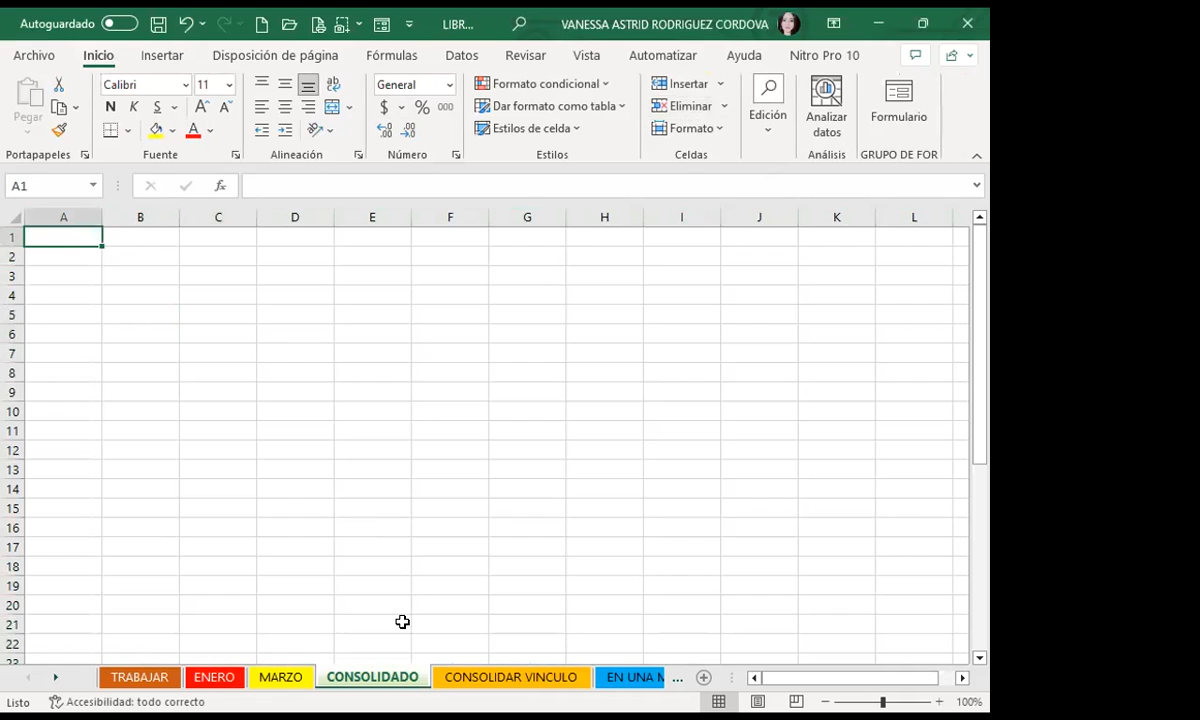 Autoguardado LIBR... VANESSA ASTRID RODRIGUEZ CORDOVA
Archivo Inicio Insertar Disposición de página Fórmulas Datos Revisar Vista Automatizar Ayuda Nitro Pro 10
Pegar
Calibri 11
N K S
General
$ % 000
Formato condicional
Dar formato como tabla
Estilos de celda
Insertar
Eliminar
Formato
Edición
Analizar
datos
Formulario
Portapapeles Fuente Alineación Número Estilos Celdas Análisis GRUPO DE FOR
A1 fx
A B C D E F G H I J K L
1
2
3
4
5
6
7
8
9
10
11
12
13
14
15
16
17
18
19
20
21
22
23
TRABAJAR ENERO MARZO CONSOLIDADO CONSOLIDAR VINCULO EN UNA M ...
Listo Accesibilidad: todo correcto 100%